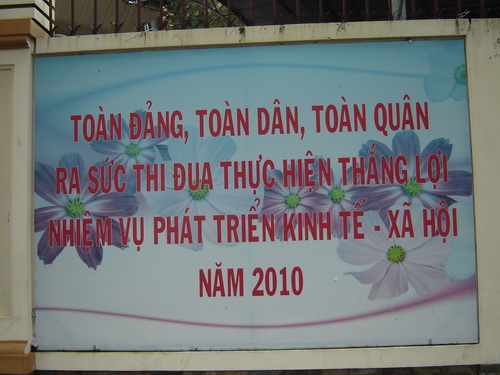 TOÀN ĐẢNG, TOÀN DÂN, TOÀN QUÂN
RA SỨC THI ĐUA THỰC HIỆN THẮNG LỢI
NHIỆM VỤ PHÁT TRIỂN KINH TẾ - XÃ HỘI
NĂM 2010